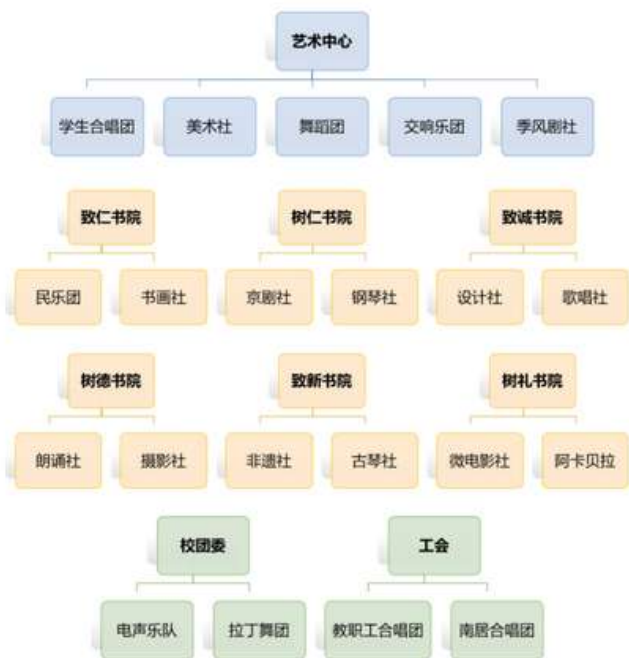 艺术中心
学生合唱团 美术社 舞蹈团 交响乐团 季风剧社
致仁书院 树仁书院 致诚书院
民乐团 书画社 京剧社 钢琴社 设计社 歌唱社
树德书院 致新书院 树礼书院
朗诵社 摄影社 非遗社 古琴社 微电影社 阿卡贝拉
校团委 工会
电声乐队 拉丁舞团 教职工合唱团 南居合唱团